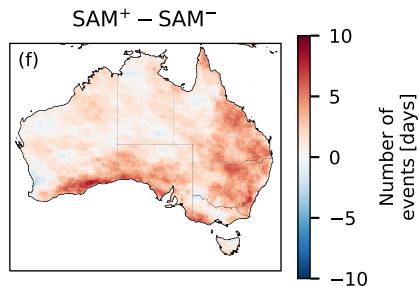 SAM⁺ − SAM⁻
(f)
10
5
0
−5
−10
Number of
events [days]